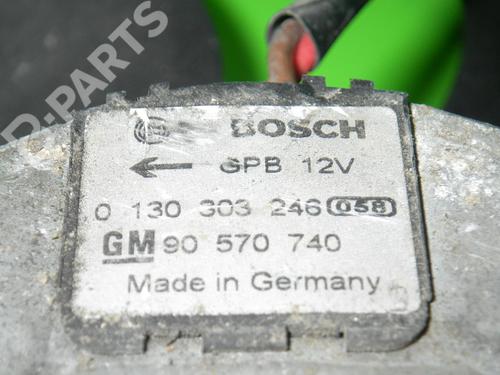 BOSCH
GPB 12V
0 130 303 246 058
GM 90 570 740
Made in Germany
-PARTS